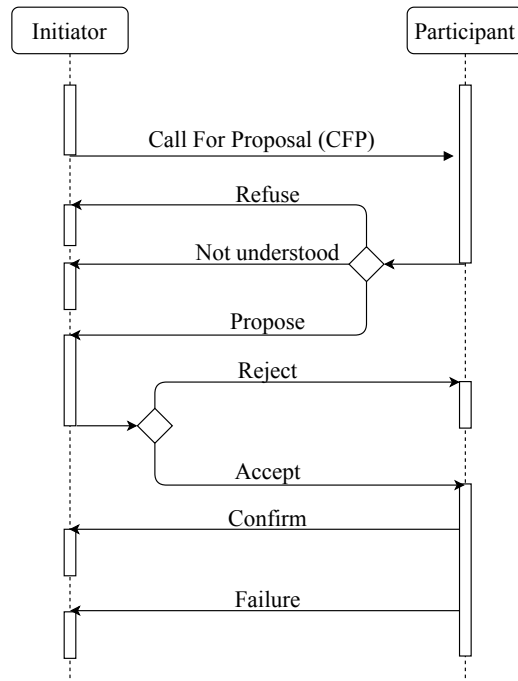 Initiator
Participant
Call For Proposal (CFP)
Refuse
Not understood
Propose
Reject
Accept
Confirm
Failure